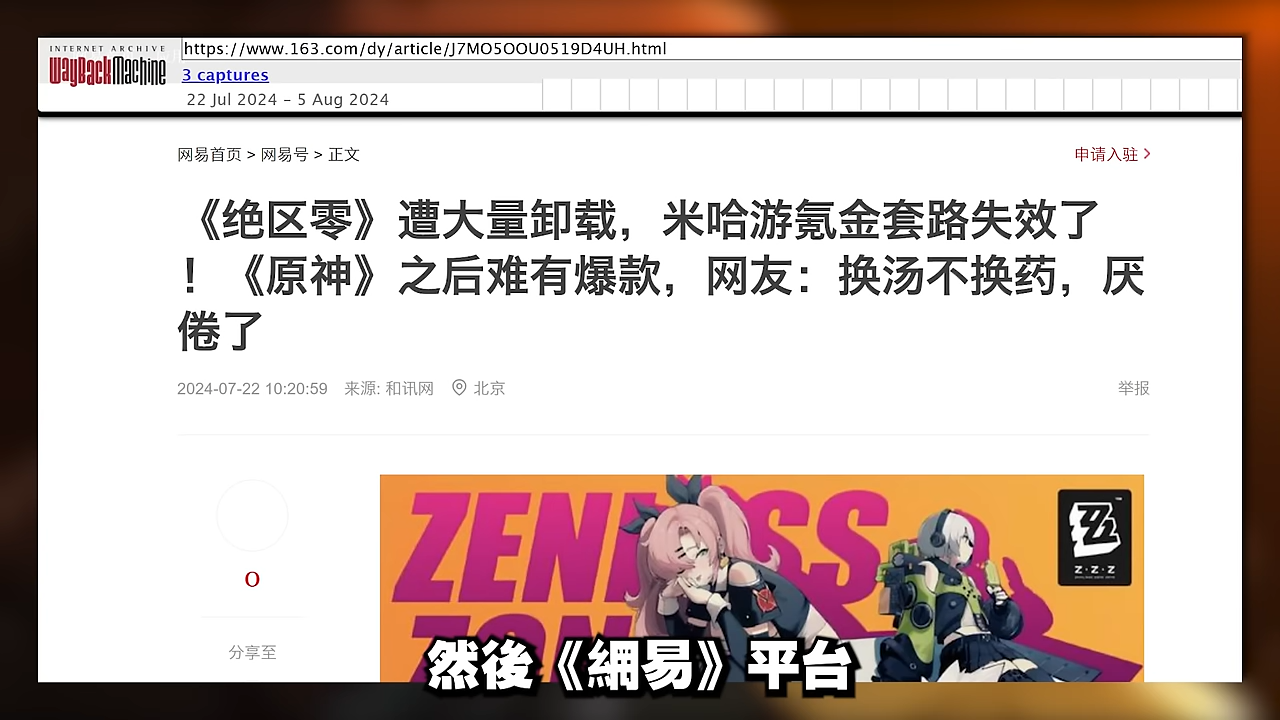 INTERNET ARCHIVE
WayBackMachine
https://www.163.com/dy/article/J7MO5OOU0519D4UH.html
3 captures
22 Jul 2024 – 5 Aug 2024
网易首页 > 网易号 > 正文
申请入驻 >
《绝区零》遭大量卸载，米哈游氪金套路失效了
！《原神》之后难有爆款，网友：换汤不换药，厌
倦了
2024-07-22 10:20:59 来源: 和讯网 北京
举报
0
分享至
ZENL SS
ZON
Z·Z·Z
然後《網易》平台